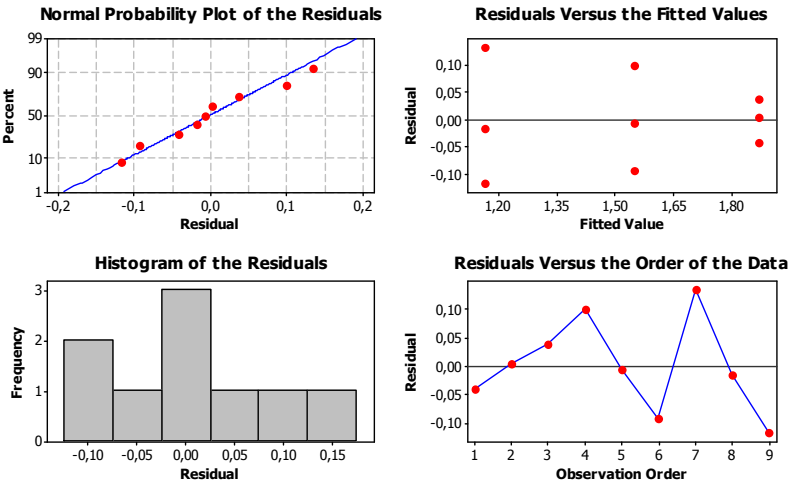 Normal Probability Plot of the Residuals
99
90
50
10
1
Percent
-0,2 -0,1 0,0 0,1 0,2
Residual
Residuals Versus the Fitted Values
0,10
0,05
0,00
-0,05
-0,10
Residual
1,20 1,35 1,50 1,65 1,80
Fitted Value
Histogram of the Residuals
3
2
1
0
Frequency
-0,10 -0,05 0,00 0,05 0,10 0,15
Residual
Residuals Versus the Order of the Data
0,10
0,05
0,00
-0,05
-0,10
Residual
1 2 3 4 5 6 7 8 9
Observation Order